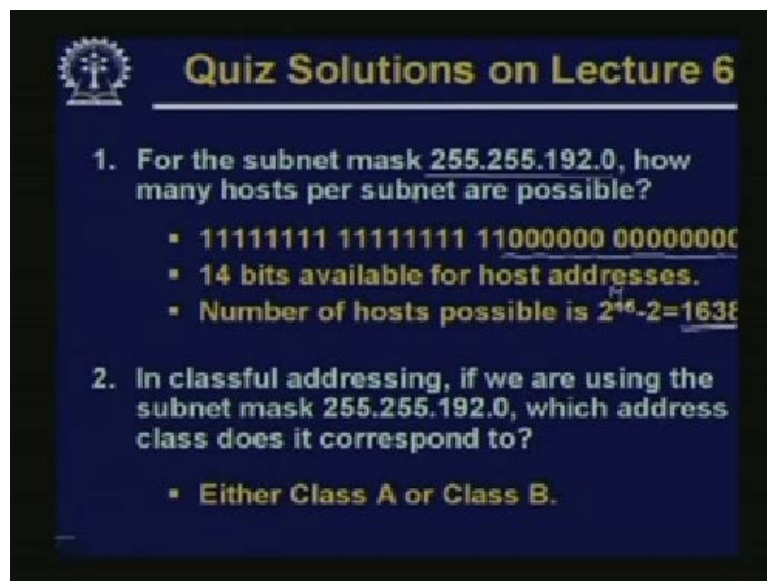 Quiz Solutions on Lecture 6
1. For the subnet mask 255.255.192.0, how
many hosts per subnet are possible?
▪ 11111111 11111111 11000000 00000000
▪ 14 bits available for host addresses.
▪ Number of hosts possible is 2¹⁶-2=1638
2. In classful addressing, if we are using the
subnet mask 255.255.192.0, which address
class does it correspond to?
▪ Either Class A or Class B.